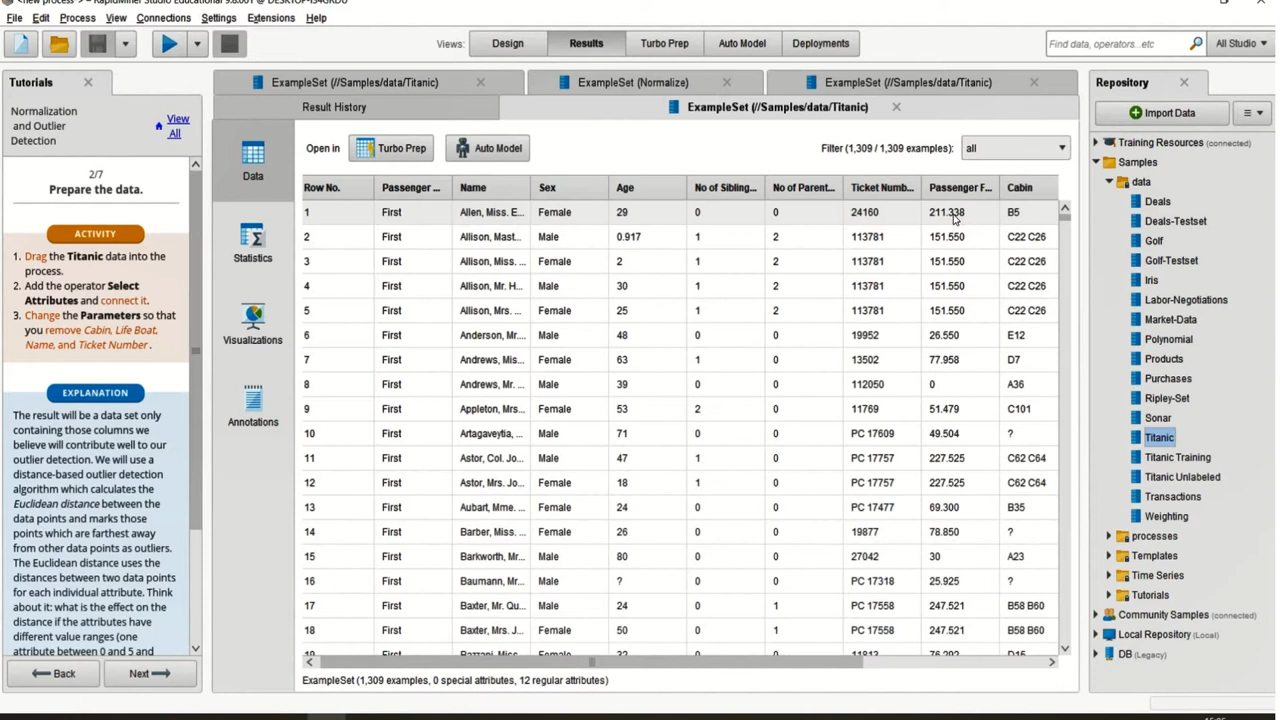 <new process > – RapidMiner Studio Educational 9.8.001 @ DESKTOP-IS4GRDU
File Edit Process View Connections Settings Extensions Help
Views: Design Results Turbo Prep Auto Model Deployments Find data, operators...etc All Studio
Tutorials
Normalization
and Outlier
Detection
View
All
2/7
Prepare the data.
ACTIVITY
1. Drag the Titanic data into the
process.
2. Add the operator Select
Attributes and connect it.
3. Change the Parameters so that
you remove Cabin, Life Boat,
Name, and Ticket Number .
EXPLANATION
The result will be a data set only
containing those columns we
believe will contribute well to our
outlier detection. We will use a
distance-based outlier detection
algorithm which calculates the
Euclidean distance between the
data points and marks those
points which are farthest away
from other data points as outliers.
The Euclidean distance uses the
distances between two data points
for each individual attribute. Think
about it: what is the effect on the
distance if the attributes have
different value ranges (one
attribute between 0 and 5 and
Back Next
ExampleSet (//Samples/data/Titanic) ExampleSet (Normalize) ExampleSet (//Samples/data/Titanic)
Result History ExampleSet (//Samples/data/Titanic)
Data
Statistics
Visualizations
Annotations
Open in Turbo Prep Auto Model Filter (1,309 / 1,309 examples): all
Row No. Passenger ... Name Sex Age No of Sibling... No of Parent... Ticket Numb... Passenger F... Cabin
1 First Allen, Miss. E... Female 29 0 0 24160 211.338 B5
2 First Allison, Mast... Male 0.917 1 2 113781 151.550 C22 C26
3 First Allison, Miss. ... Female 2 1 2 113781 151.550 C22 C26
4 First Allison, Mr. H... Male 30 1 2 113781 151.550 C22 C26
5 First Allison, Mrs. ... Female 25 1 2 113781 151.550 C22 C26
6 First Anderson, Mr.... Male 48 0 0 19952 26.550 E12
7 First Andrews, Mis... Female 63 1 0 13502 77.958 D7
8 First Andrews, Mr. ... Male 39 0 0 112050 0 A36
9 First Appleton, Mrs... Female 53 2 0 11769 51.479 C101
10 First Artagaveytia, ... Male 71 0 0 PC 17609 49.504 ?
11 First Astor, Col. Jo... Male 47 1 0 PC 17757 227.525 C62 C64
12 First Astor, Mrs. Jo... Female 18 1 0 PC 17757 227.525 C62 C64
13 First Aubart, Mme. ... Female 24 0 0 PC 17477 69.300 B35
14 First Barber, Miss. ... Female 26 0 0 19877 78.850 ?
15 First Barkworth, Mr... Male 80 0 0 27042 30 A23
16 First Baumann, Mr... Male ? 0 0 PC 17318 25.925 ?
17 First Baxter, Mr. Qu... Male 24 0 1 PC 17558 247.521 B58 B60
18 First Baxter, Mrs. J... Female 50 0 1 PC 17558 247.521 B58 B60
19 First Bazzani, Miss... Female 32 0 0 11813 76.292 D15
ExampleSet (1,309 examples, 0 special attributes, 12 regular attributes)
Repository
Import Data
Training Resources (connected)
Samples
data
Deals
Deals-Testset
Golf
Golf-Testset
Iris
Labor-Negotiations
Market-Data
Polynomial
Products
Purchases
Ripley-Set
Sonar
Titanic
Titanic Training
Titanic Unlabeled
Transactions
Weighting
processes
Templates
Time Series
Tutorials
Community Samples (connected)
Local Repository (Local)
DB (Legacy)